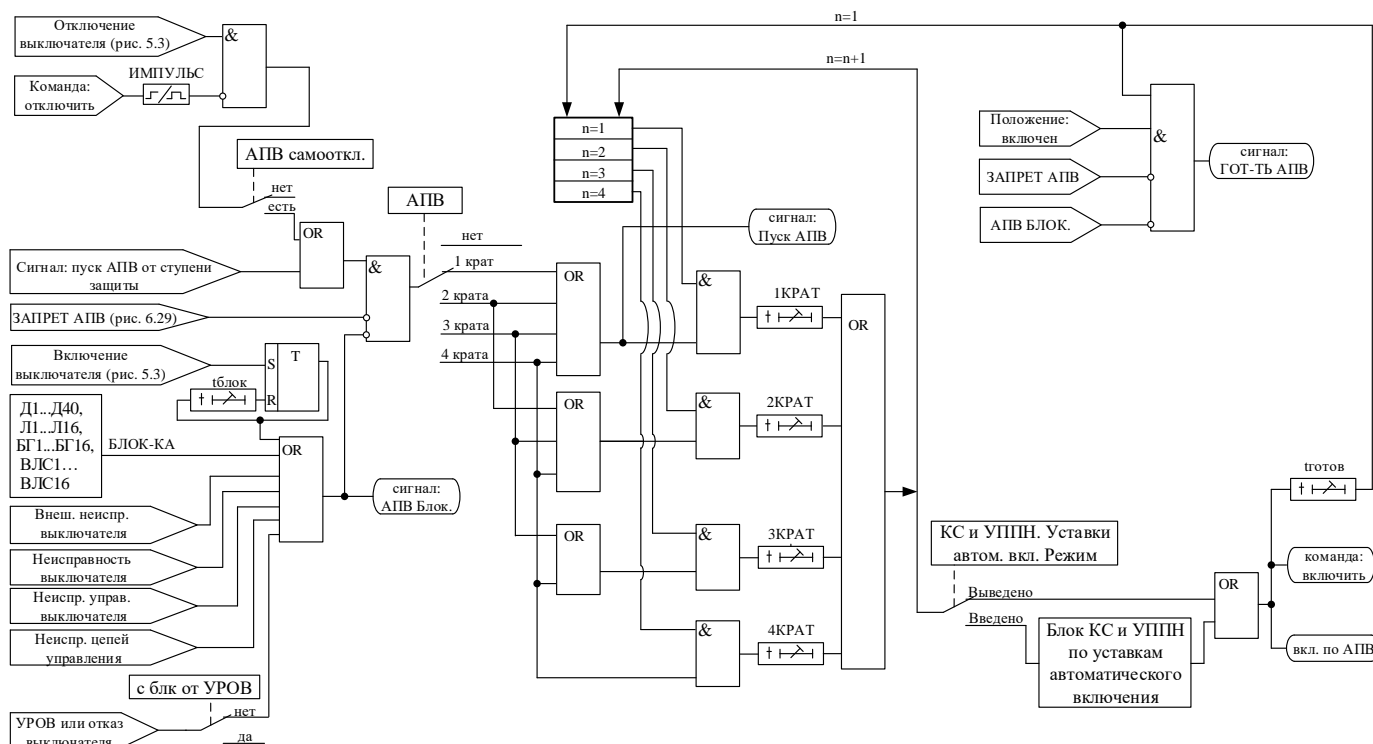 Отключение
выключателя (рис. 5.3)
&
ИМПУЛЬС
Команда:
отключить
АПВ самооткл.
нет
есть
OR
Сигнал: пуск АПВ от ступени
защиты
&
ЗАПРЕТ АПВ (рис. 6.29)
АПВ
нет
1 крат
2 крата
3 крата
4 крата
Включение
выключателя (рис. 5.3)
S
T
R
tблок
Д1...Д40,
Л1...Л16,
БГ1...БГ16,
ВЛС1…
ВЛС16
БЛОК-КА
OR
сигнал:
АПВ Блок.
Внеш. неиспр.
выключателя
Неисправность
выключателя
Неиспр. управ.
выключателя
Неиспр. цепей
управления
с блк от УРОВ
нет
да
УРОВ или отказ
выключателя
n=1
n=n+1
n=1
n=2
n=3
n=4
сигнал:
Пуск АПВ
OR
&
1КРАТ
OR
OR
&
2КРАТ
OR
&
3КРАТ
&
4КРАТ
Положение:
включен
&
ЗАПРЕТ АПВ
АПВ БЛОК.
сигнал:
ГОТ-ТЬ АПВ
КС и УППН. Уставки
автом. вкл. Режим
Выведено
Введено
Блок КС и УППН
по уставкам
автоматического
включения
OR
tготов
команда:
включить
вкл. по АПВ